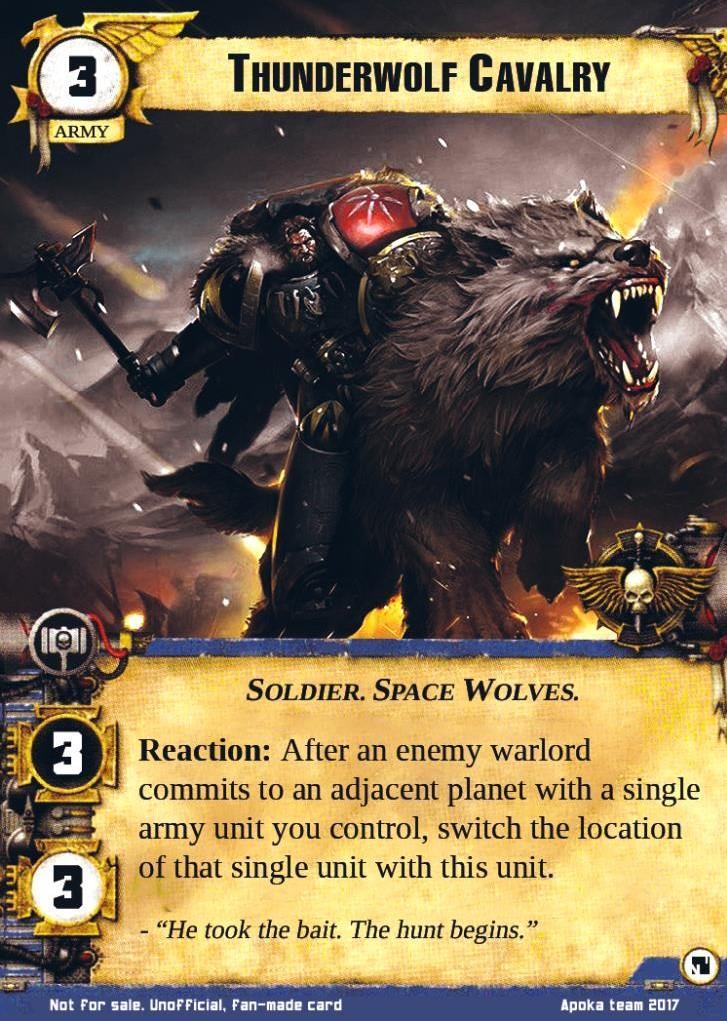 3
THUNDERWOLF CAVALRY
ARMY
SOLDIER. SPACE WOLVES.
3
Reaction: After an enemy warlord
commits to an adjacent planet with a single
army unit you control, switch the location
of that single unit with this unit.
3
- “He took the bait. The hunt begins.”
Not for sale. Unofficial, fan-made card
Apoka team 2017